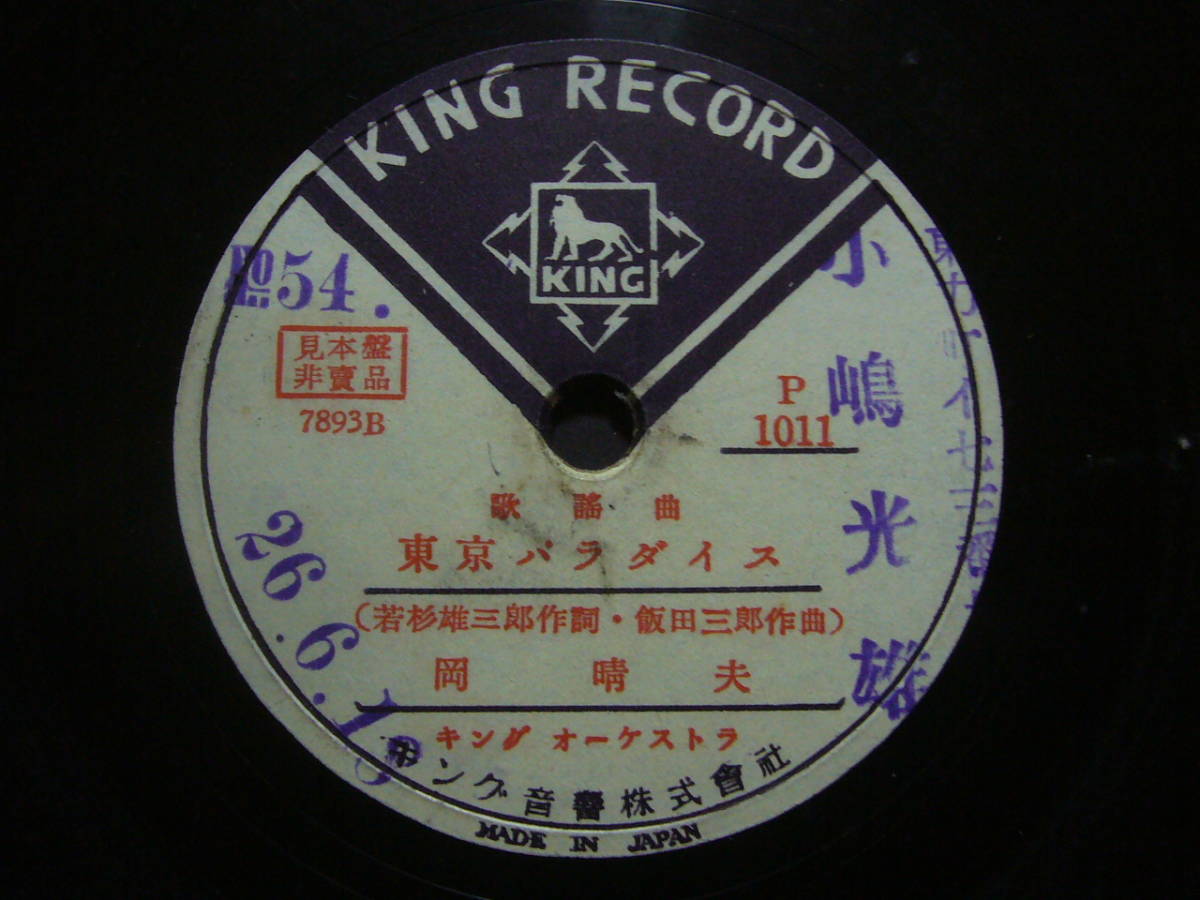 KING RECORD
KING
No 54.
見本盤
非賣品
7893B
P
1011
歌謡曲
東京パラダイス
(若杉雄三郎作詞・飯田三郎作曲)
岡晴夫
キング オーケストラ
キング音響株式會社
MADE IN JAPAN
小嶋光雄
七三